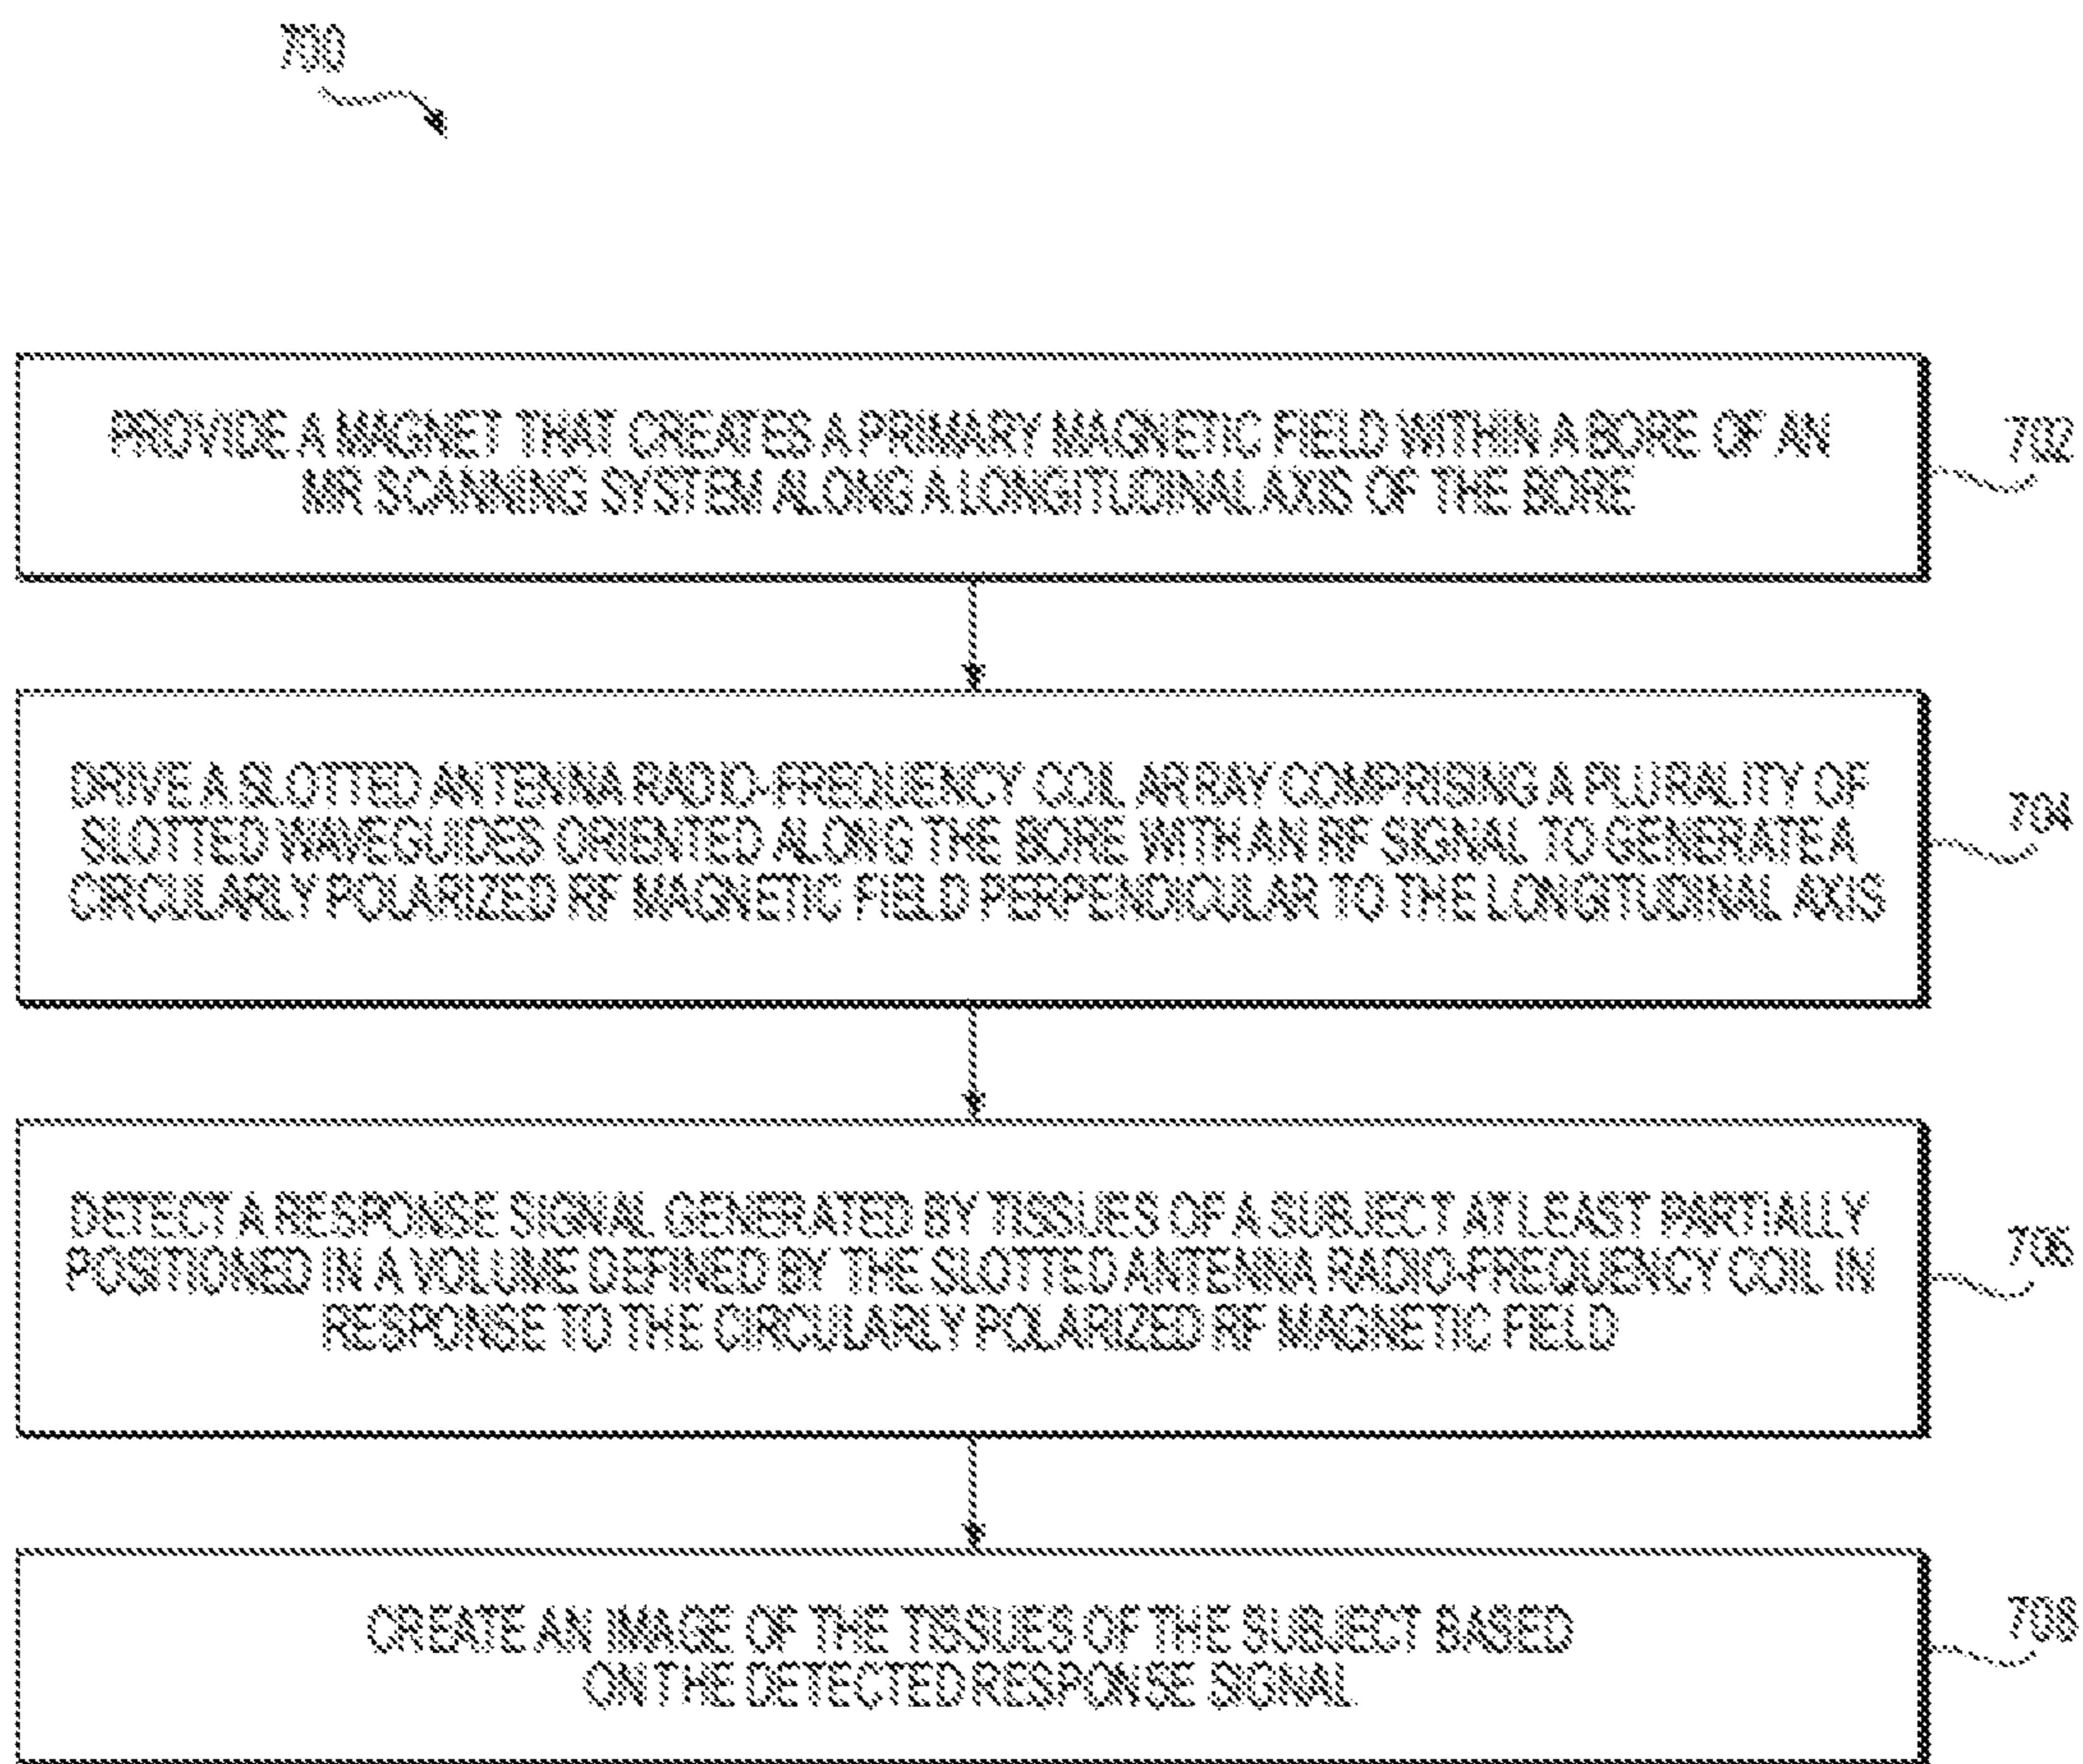 700
PROVIDE A MAGNET THAT CREATES A PRIMARY MAGNETIC FIELD WITHIN A BORE OF AN
MR SCANNING SYSTEM ALONG A LONGITUDINAL AXIS OF THE BORE
702
DRIVE A SLOTTED ANTENNA RADIO-FREQUENCY COIL ARRAY COMPRISING A PLURALITY OF
SLOTTED WAVEGUIDES ORIENTED ALONG THE BORE WITH AN RF SIGNAL TO GENERATE A
CIRCULARLY POLARIZED RF MAGNETIC FIELD PERPENDICULAR TO THE LONGITUDINAL AXIS
704
DETECT A RESPONSE SIGNAL GENERATED BY TISSUES OF A SUBJECT AT LEAST PARTIALLY
POSITIONED IN A VOLUME DEFINED BY THE SLOTTED ANTENNA RADIO-FREQUENCY COIL IN
RESPONSE TO THE CIRCULARLY POLARIZED RF MAGNETIC FIELD
706
CREATE AN IMAGE OF THE TISSUES OF THE SUBJECT BASED
ON THE DETECTED RESPONSE SIGNAL
708